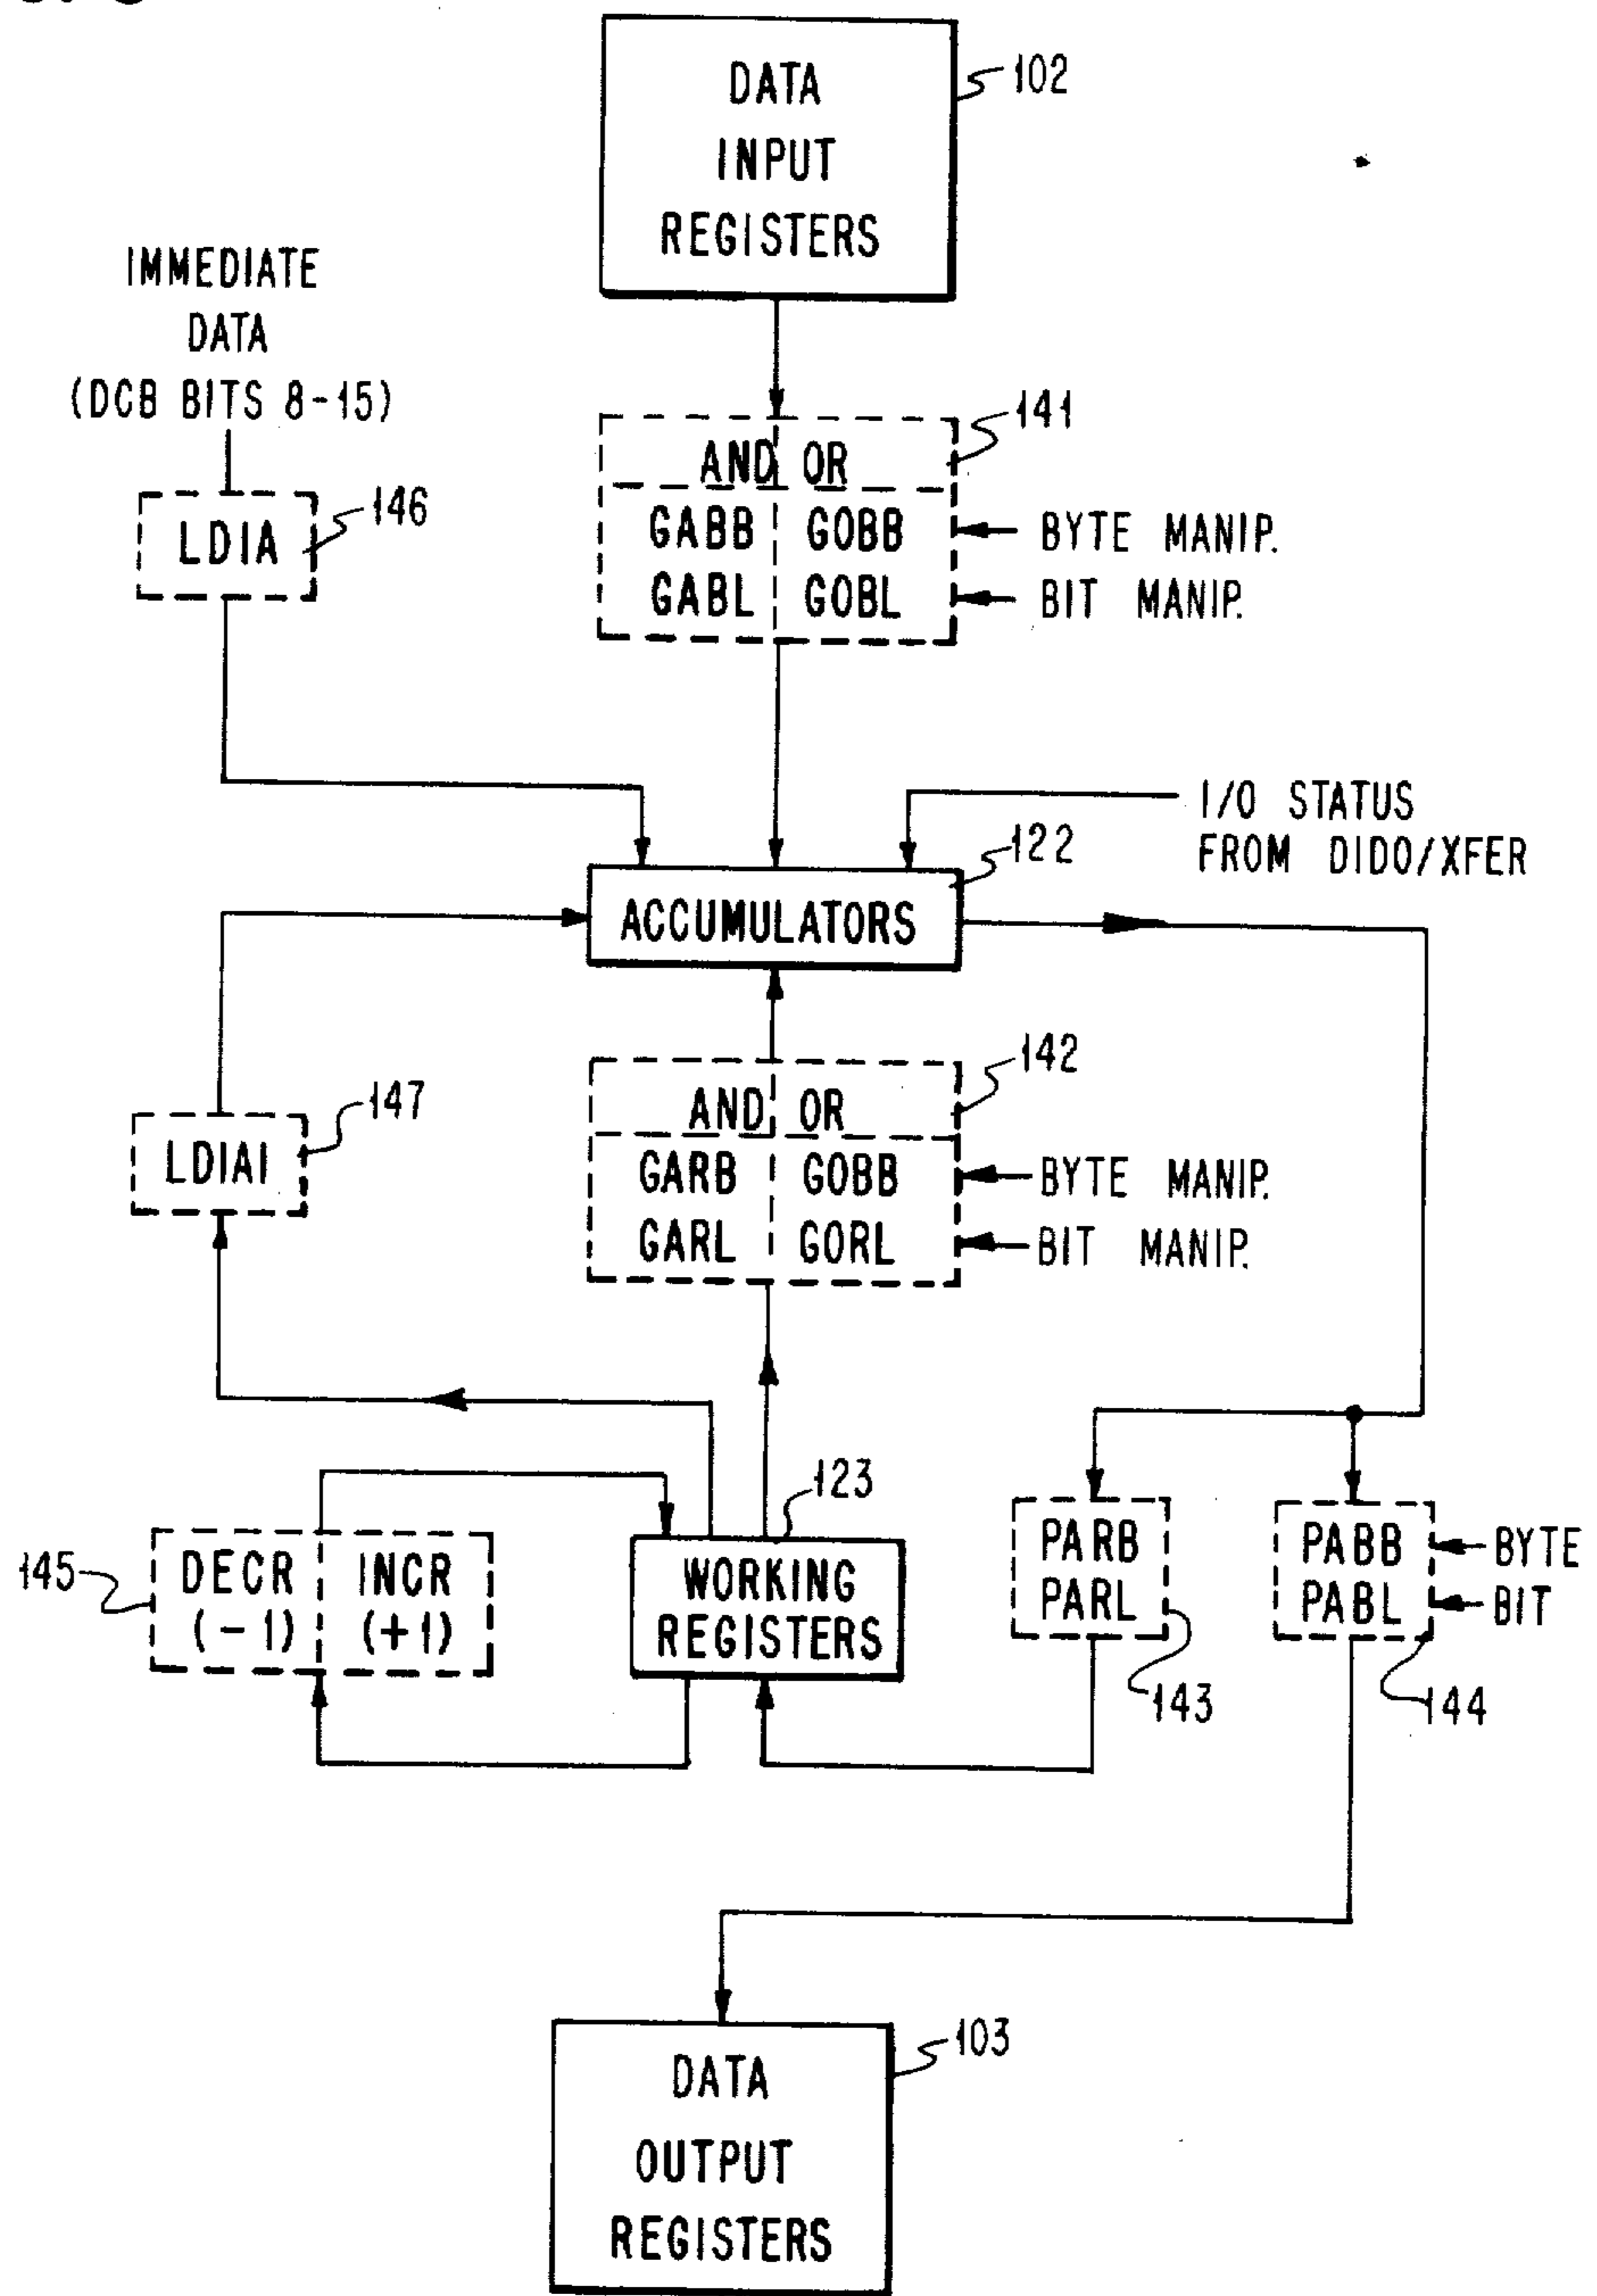 DATA
INPUT
REGISTERS
102
IMMEDIATE
DATA
(DCB BITS 8-15)
LDIA
146
141
AND OR
GABB GOBB
BYTE MANIP.
GABL GOBL
BIT MANIP.
I/O STATUS
FROM DIDO/XFER
122
ACCUMULATORS
142
AND OR
GARB GOBB
BYTE MANIP.
GARL GORL
BIT MANIP.
147
LDIAI
145
DECR INCR
(-1) (+1)
123
WORKING
REGISTERS
PARB
PARL
143
PABB
PABL
BYTE
BIT
144
103
DATA
OUTPUT
REGISTERS